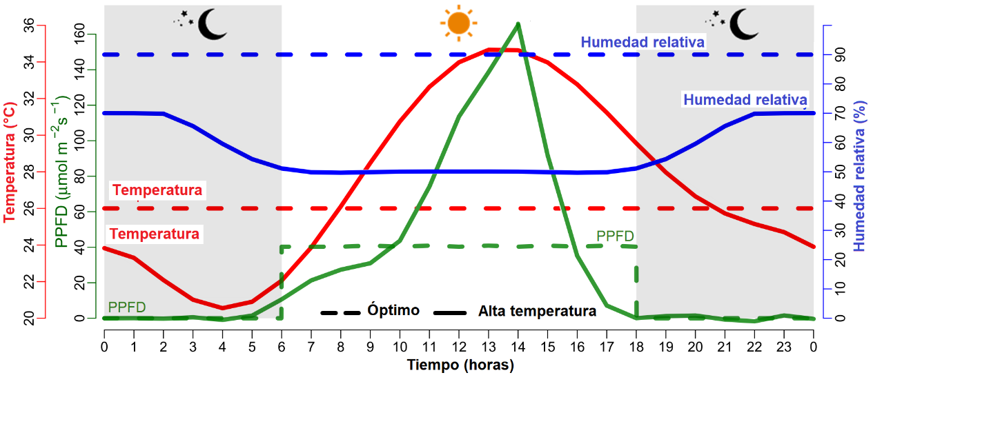 Temperatura (°C)
36
34
32
30
28
26
24
22
20
PPFD (µmol m⁻²s⁻¹)
160
140
120
100
80
60
40
20
0
Humedad relativa
Humedad relativa
Temperatura
Temperatura
PPFD
PPFD
Óptimo
Alta temperatura
90
80
70
60
50
40
30
20
10
0
Humedad relativa (%)
0 1 2 3 4 5 6 7 8 9 10 11 12 13 14 15 16 17 18 19 20 21 22 23 0
Tiempo (horas)